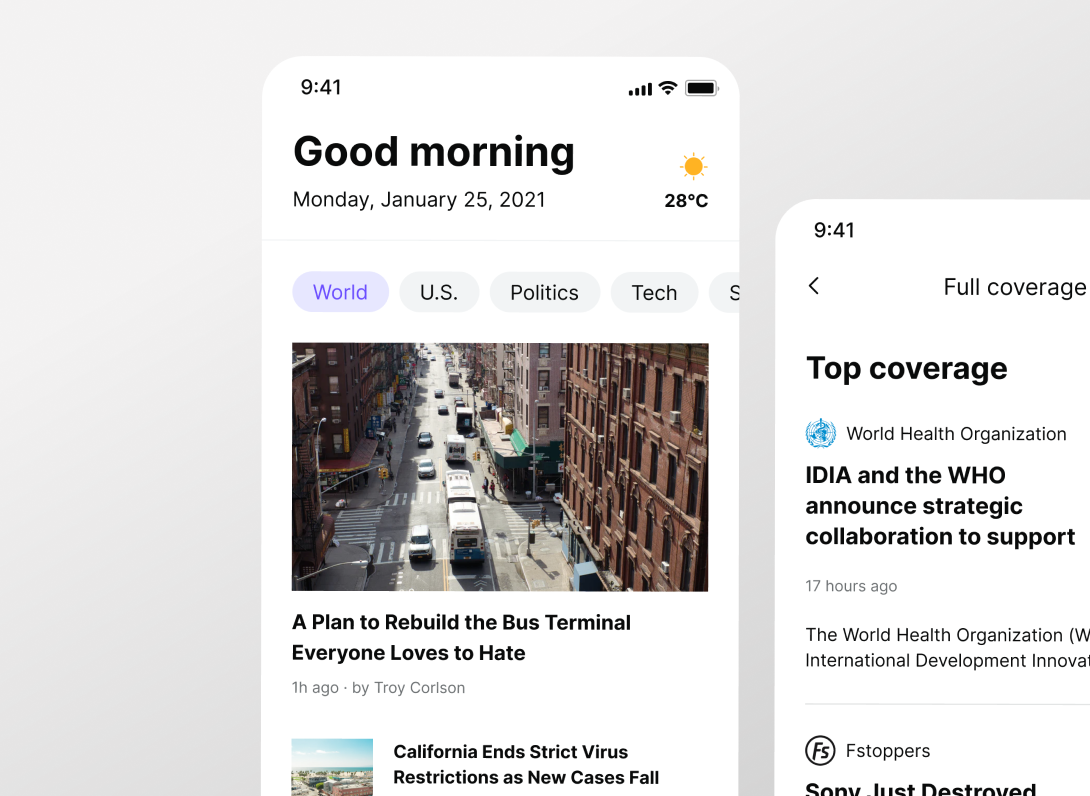 9:41
Good morning
Monday, January 25, 2021
28°C
World
U.S.
Politics
Tech
S
A Plan to Rebuild the Bus Terminal
Everyone Loves to Hate
1h ago · by Troy Corlson
California Ends Strict Virus
Restrictions as New Cases Fall
9:41
Full coverage
Top coverage
World Health Organization
IDIA and the WHO
announce strategic
collaboration to support
17 hours ago
The World Health Organization (W
International Development Innovat
Fs
Fstoppers
Sony Just Destroyed